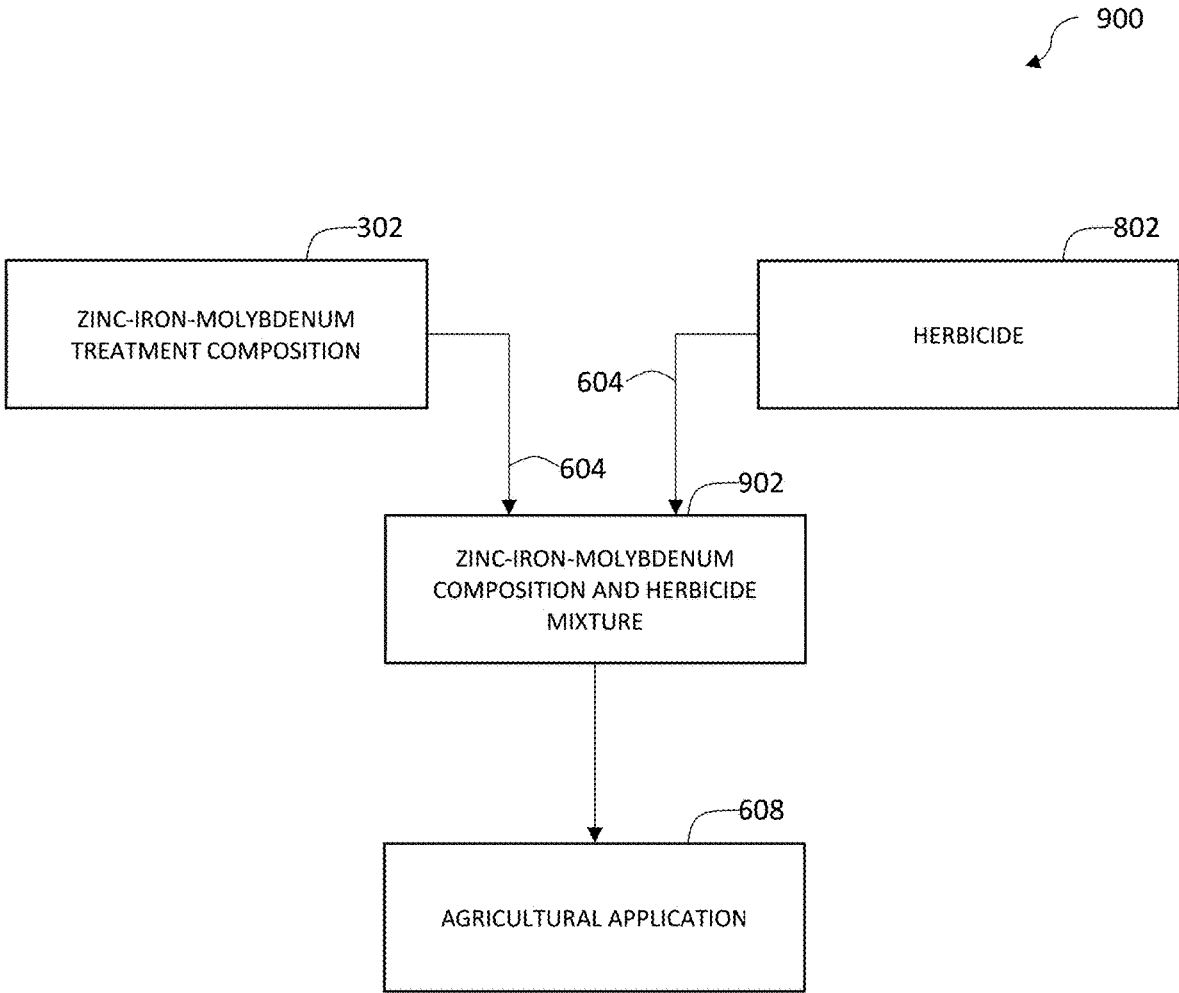 900
302
802
ZINC-IRON-MOLYBDENUM
TREATMENT COMPOSITION
HERBICIDE
604
604
902
ZINC-IRON-MOLYBDENUM
COMPOSITION AND HERBICIDE
MIXTURE
608
AGRICULTURAL APPLICATION